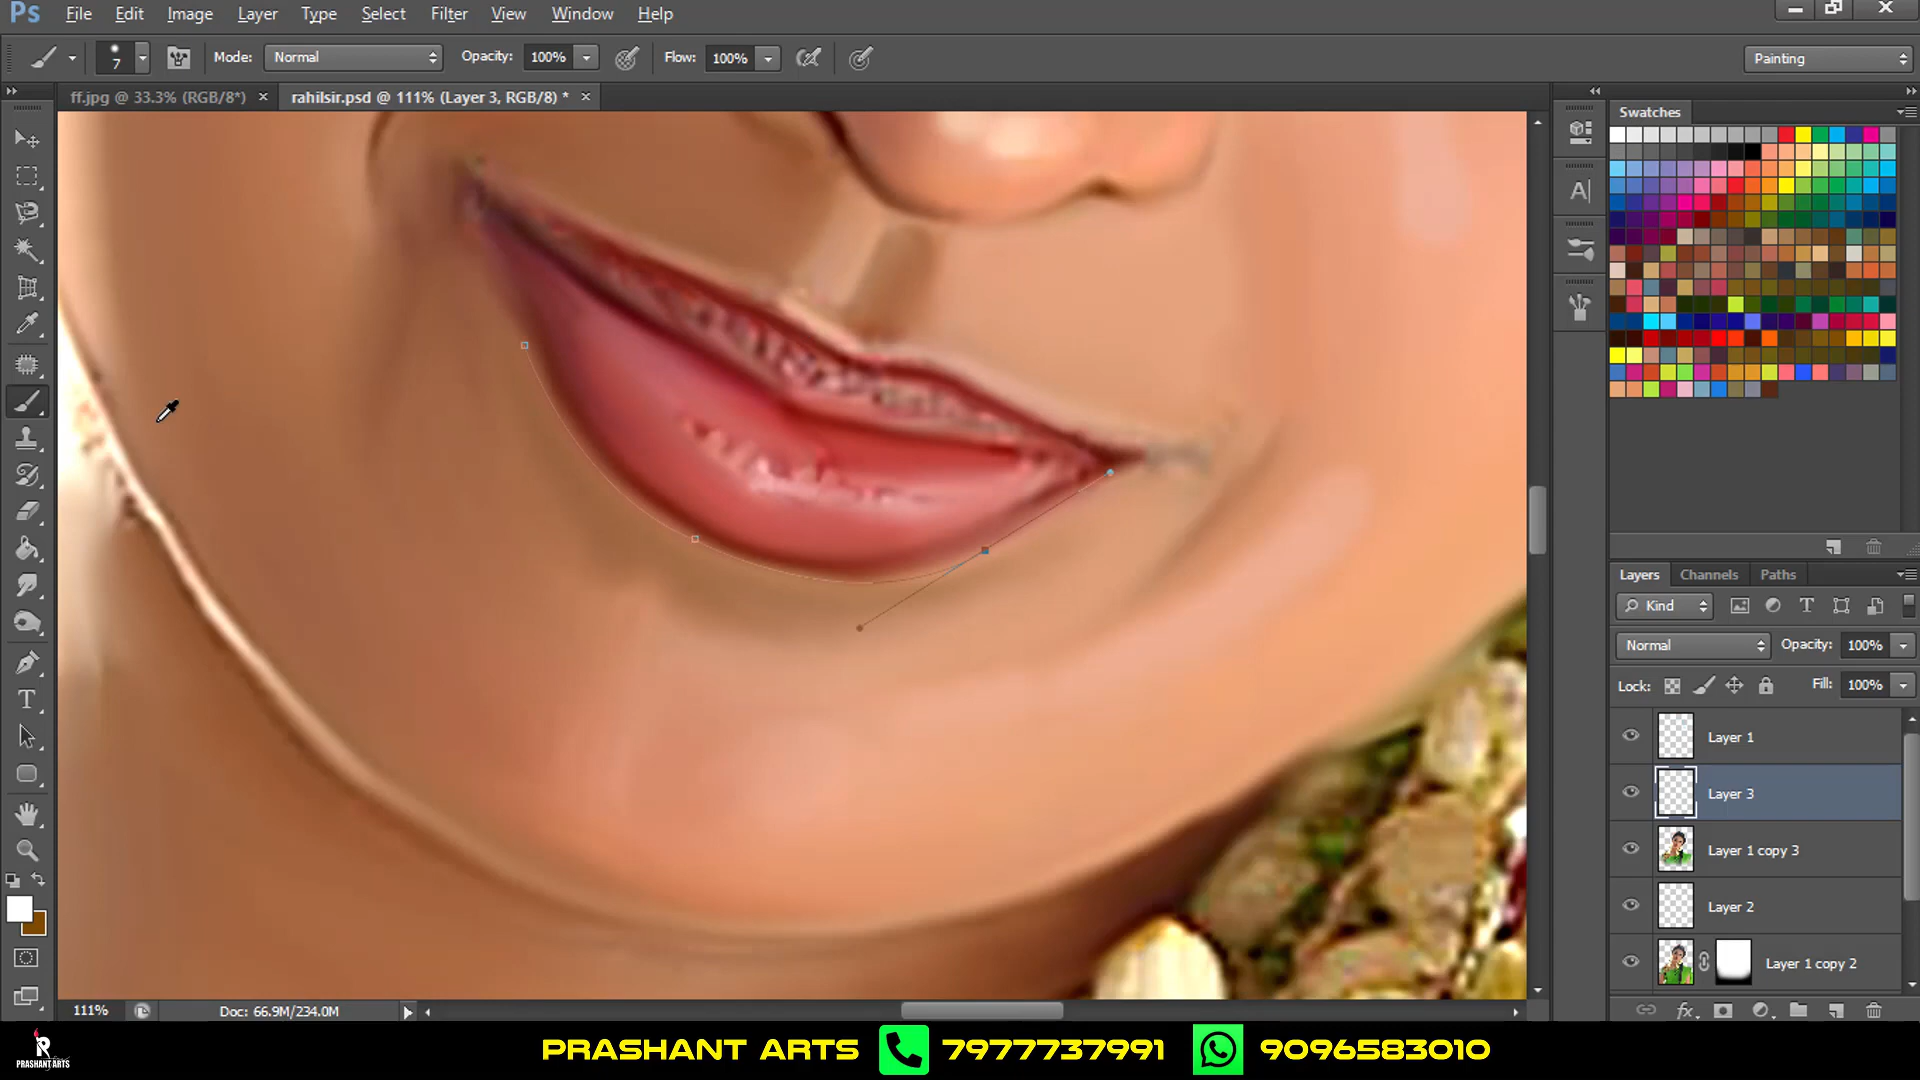 Ps File Edit Image Layer Type Select Filter View Window Help
7 Mode: Normal Opacity: 100% Flow: 100% Painting
ff.jpg @ 33.3% (RGB/8*) × rahilsir.psd @ 111% (Layer 3, RGB/8) * ×
Swatches
Layers Channels Paths
Kind
Normal Opacity: 100%
Lock: Fill: 100%
Layer 1
Layer 3
Layer 1 copy 3
Layer 2
Layer 1 copy 2
111% Doc: 66.9M/234.0M
PRASHANT ARTS PRASHANT ARTS 7977737991 9096583010